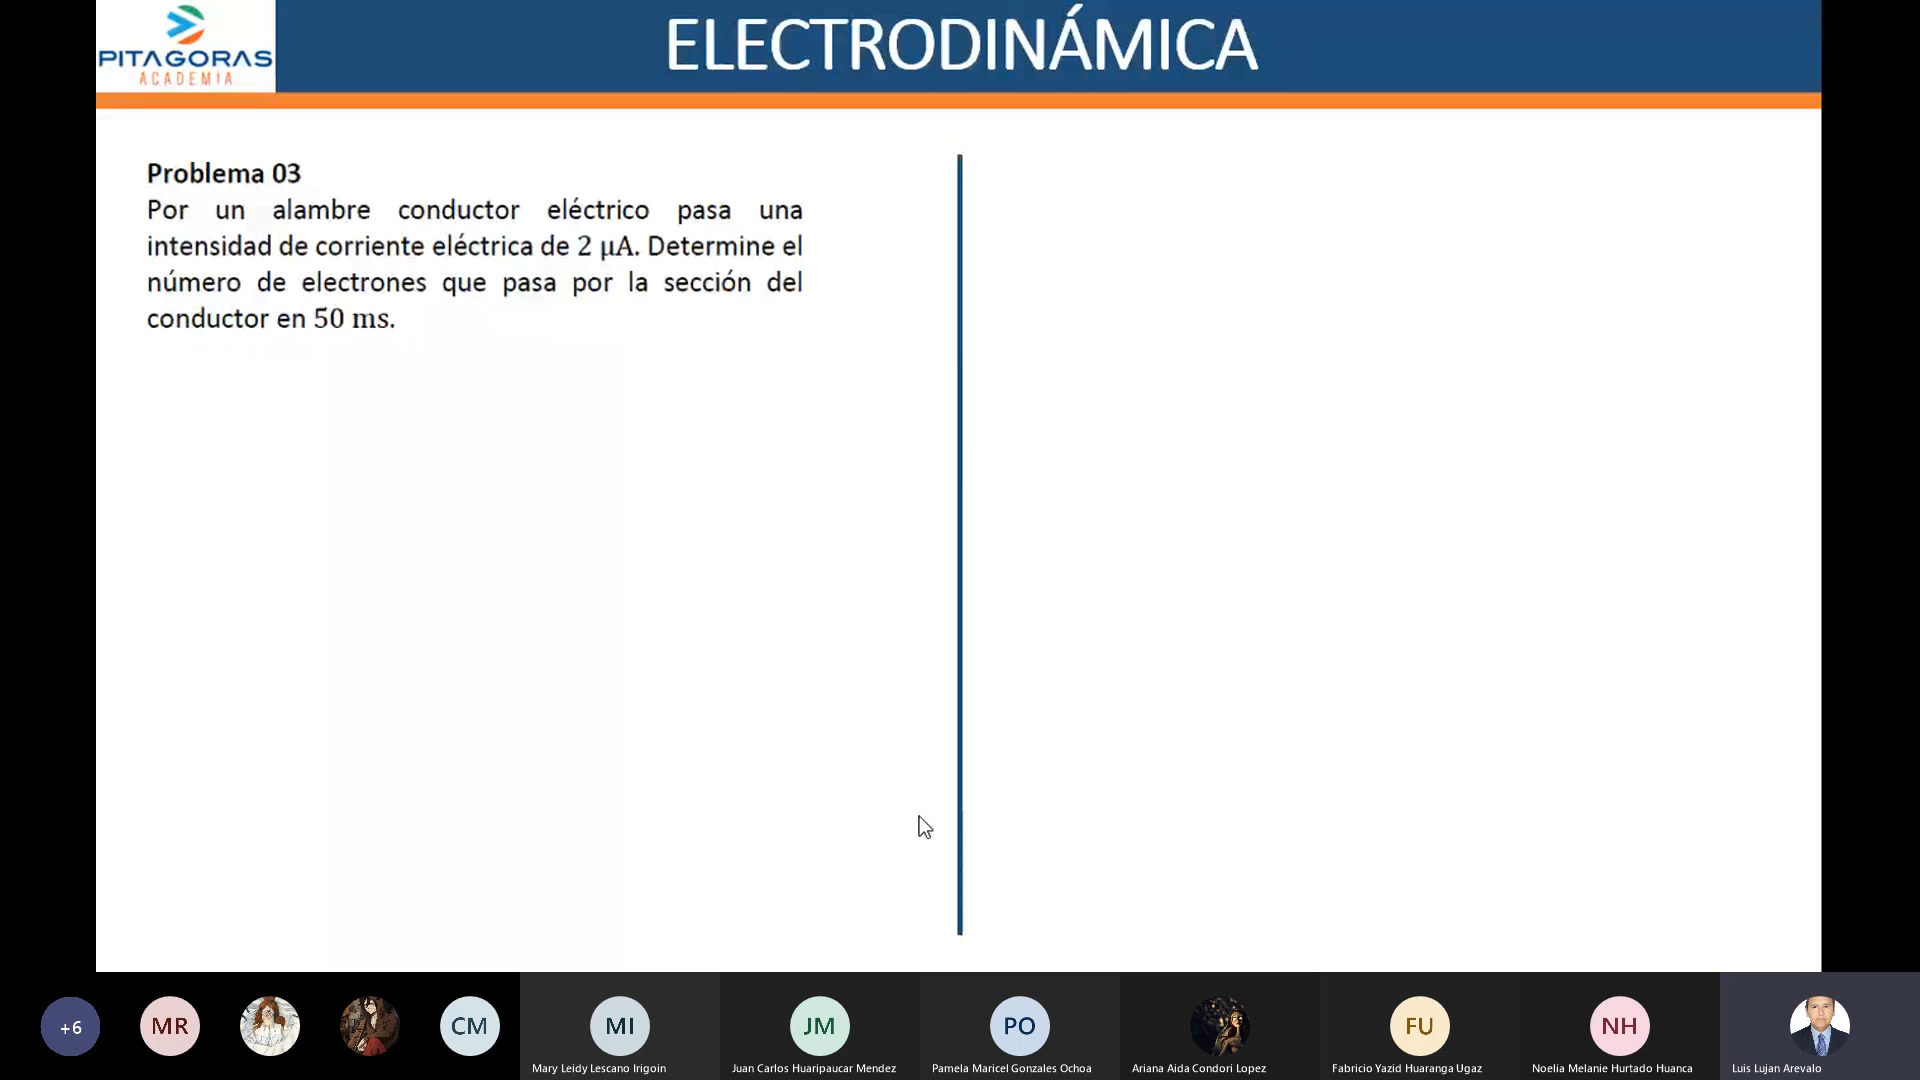 PITAGORAS
ACADEMIA
ELECTRODINÁMICA
Problema 03
Por un alambre conductor eléctrico pasa una
intensidad de corriente eléctrica de 2 μA. Determine el
número de electrones que pasa por la sección del
conductor en 50 ms.
+6
MR
CM
MI
JM
PO
FU
NH
Mary Leidy Lescano Irigoin
Juan Carlos Huaripaucar Mendez
Pamela Maricel Gonzales Ochoa
Ariana Aida Condori Lopez
Fabricio Yazid Huaranga Ugaz
Noelia Melanie Hurtado Huanca
Luis Lujan Arevalo